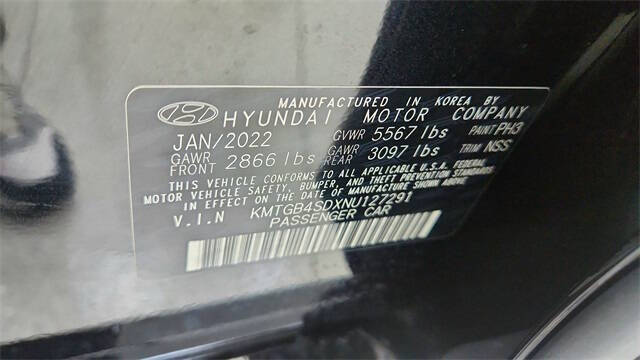 MANUFACTURED IN KOREA BY
HYUNDAI MOTOR COMPANY
JAN/2022 GVWR 5567 lbs PAINT PH3
GAWR FRONT 2866 lbs GAWR REAR 3097 lbs TRIM NSS
THIS VEHICLE CONFORMS TO ALL APPLICABLE FEDERAL
MOTOR VEHICLE SAFETY, BUMPER, AND THEFT PREVENTION STANDARDS
IN EFFECT ON THE DATE OF MANUFACTURE SHOWN ABOVE.
V.I.N KMTGB4SDXNU127291
PASSENGER CAR